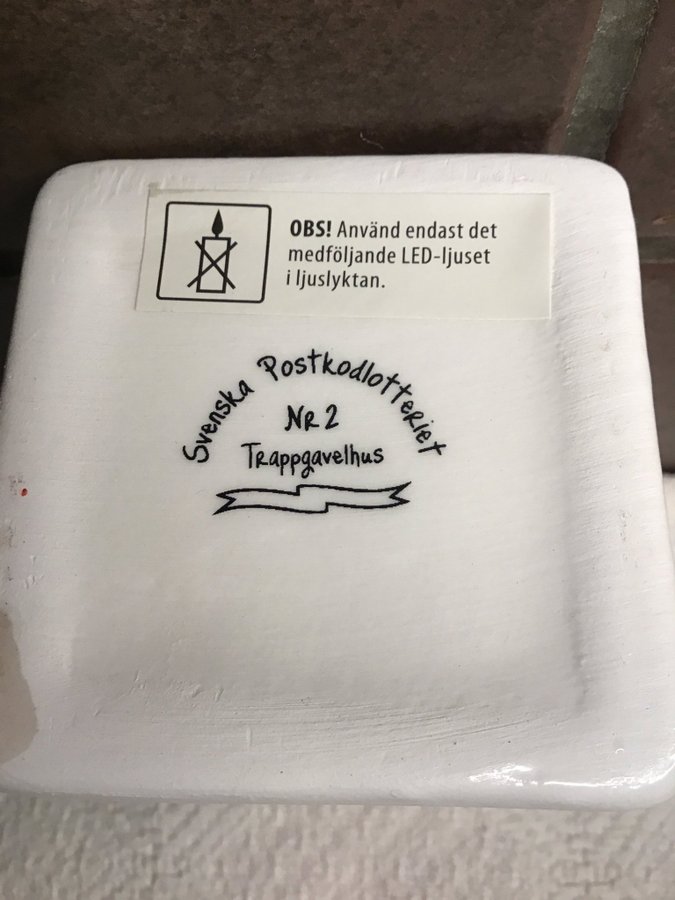 OBS! Använd endast det
medföljande LED-ljuset
i ljuslyktan.
Svenska Postkodlotteriet
NR 2
Trappgavelhus